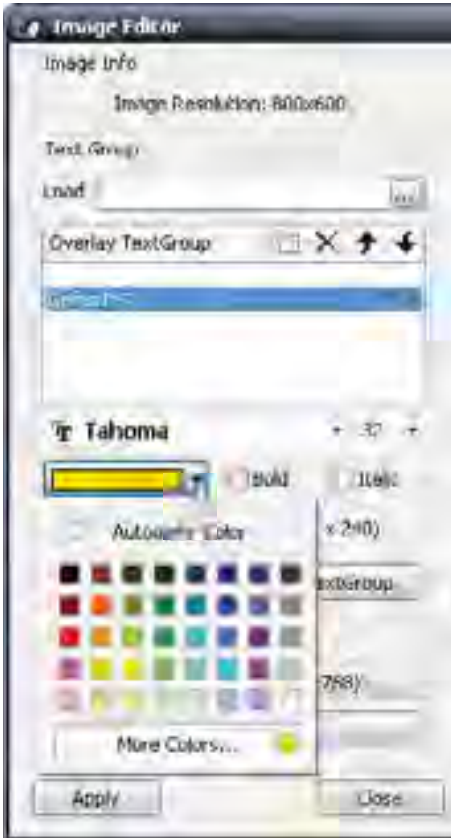 Image Editor
Image Info
Image Resolution: 800x600
Text Group
Load ...
Overlay TextGroup
Tahoma 32
Bold Italic
Automatic Color
x 240)
extGroup
768)
More Colors...
Apply Close